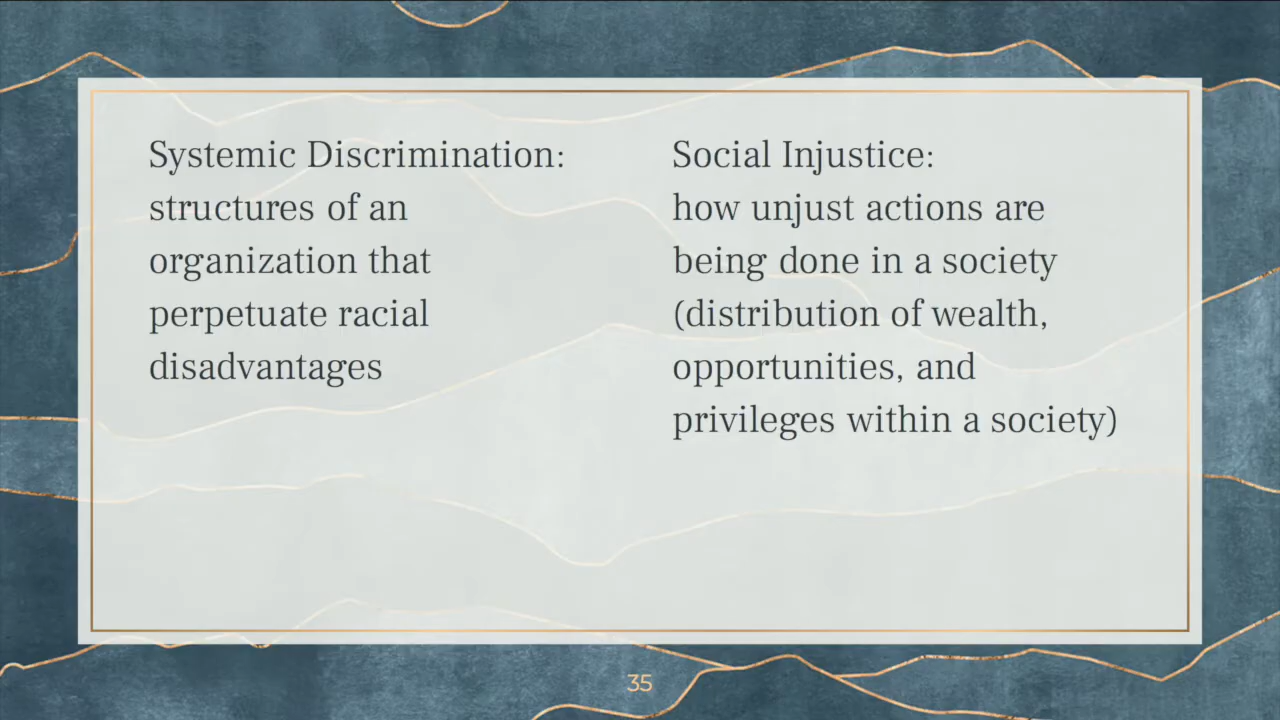 Systemic Discrimination:
structures of an
organization that
perpetuate racial
disadvantages
Social Injustice:
how unjust actions are
being done in a society
(distribution of wealth,
opportunities, and
privileges within a society)
35